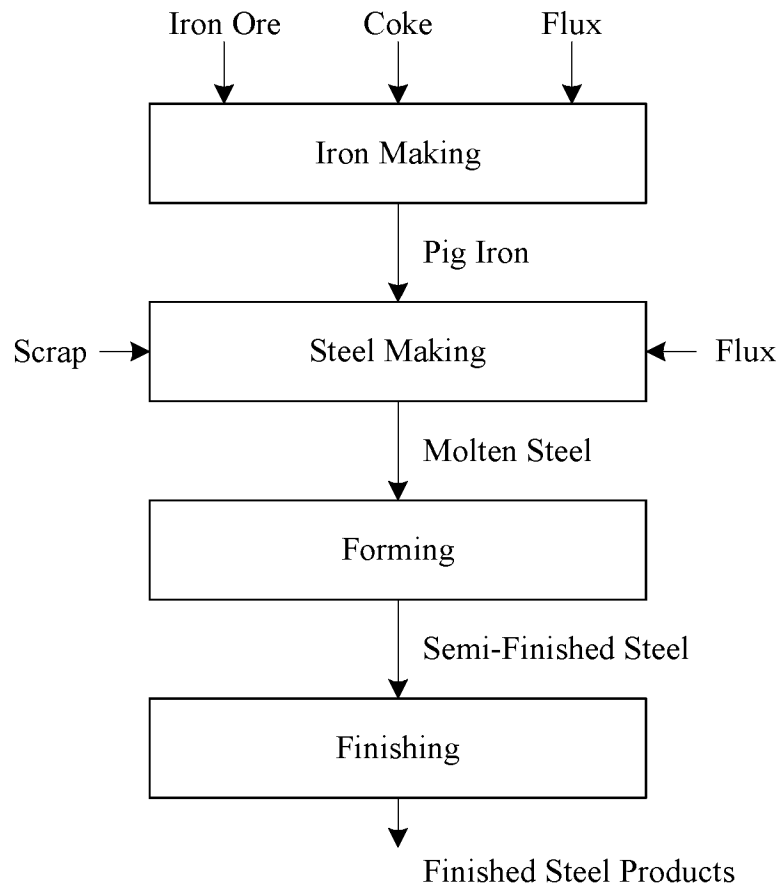 Iron Ore Coke Flux
Iron Making
Pig Iron
Scrap Steel Making Flux
Molten Steel
Forming
Semi-Finished Steel
Finishing
Finished Steel Products